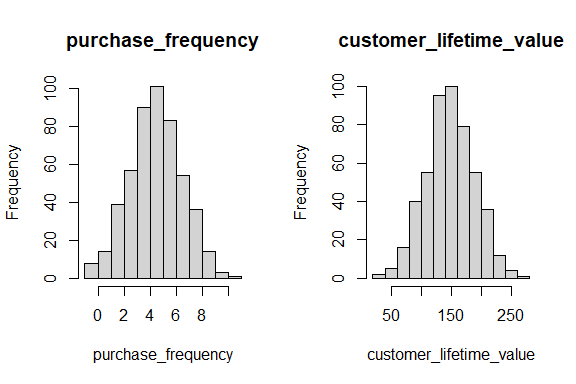 purchase_frequency
Frequency
0 20 40 60 80 100
0 2 4 6 8
purchase_frequency
customer_lifetime_value
Frequency
0 20 40 60 80 100
50 150 250
customer_lifetime_value